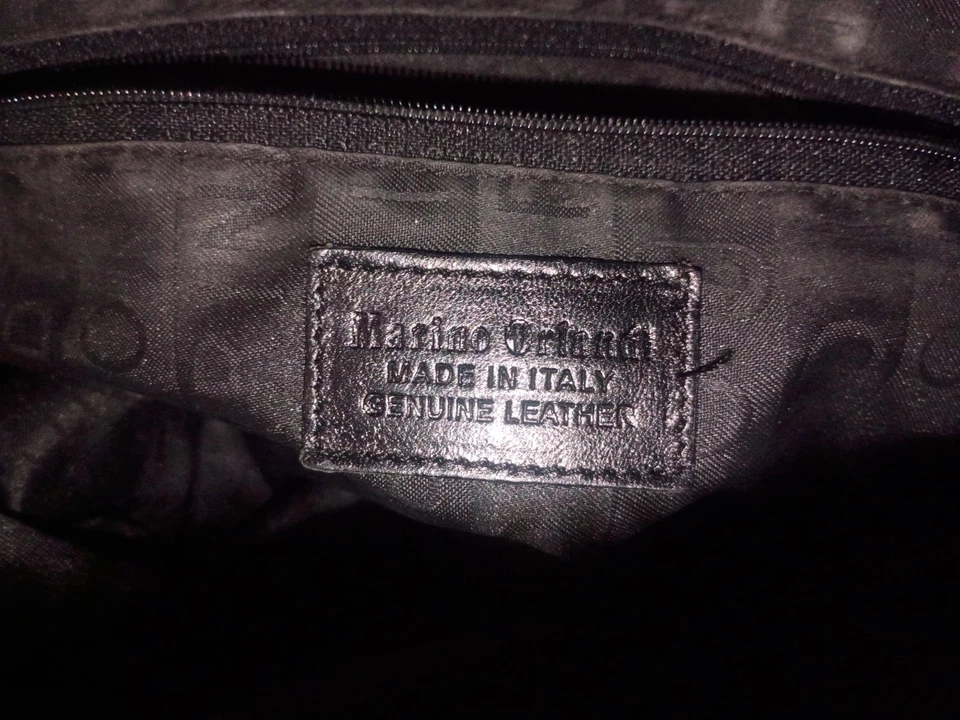 Marino Orlandi
MADE IN ITALY
GENUINE LEATHER